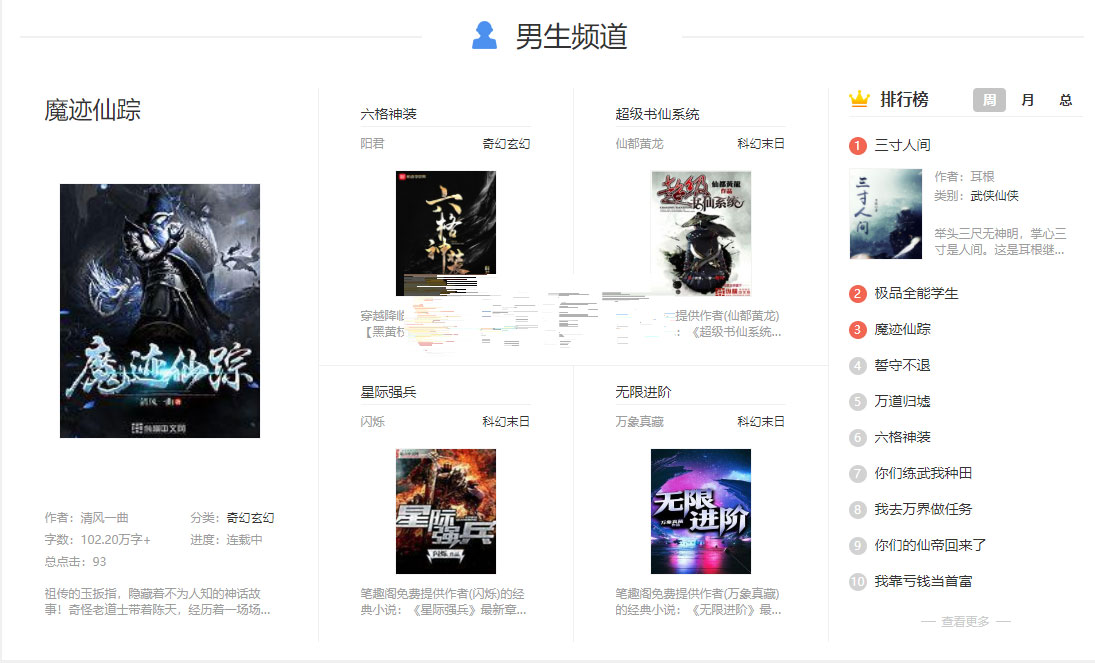 男生频道
魔迹仙踪
魔迹仙踪
清风一曲 著
纵横中文网
作者：清风一曲
分类：奇幻玄幻
字数：102.20万字+
进度：连载中
总点击：93
祖传的玉扳指，隐藏着不为人知的神话故
事！奇怪老道士带着陈天，经历着一场场...
六格神装
阳君
奇幻玄幻
六格神装
穿越降临
【黑黄杖
超级书仙系统
仙都黄龙
科幻末日
超级书仙系统
仙都黄龍
作品
提供作者(仙都黄龙)
：《超级书仙系统...
星际强兵
闪烁
科幻末日
星际强兵
闪烁 作品
笔趣阁免费提供作者(闪烁)的经
典小说：《星际强兵》最新章...
无限进阶
万象真藏
科幻末日
无限进阶
万象真藏
笔趣阁免费提供作者(万象真藏)
的经典小说：《无限进阶》最...
排行榜
周 月 总
1 三寸人间
三寸人间
作者：耳根
类别：武侠仙侠
举头三尺无神明，掌心三
寸是人间。这是耳根继...
2 极品全能学生
3 魔迹仙踪
4 誓守不退
5 万道归墟
6 六格神装
7 你们练武我种田
8 我去万界做任务
9 你们的仙帝回来了
10 我靠亏钱当首富
— 查看更多 —